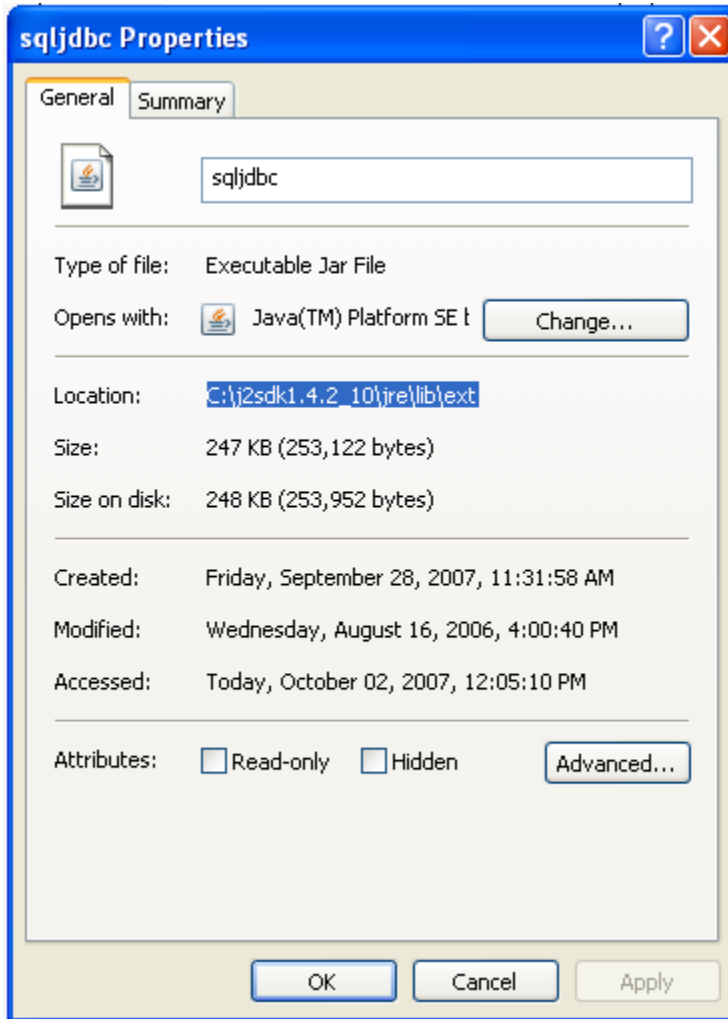 sqljdbc Properties
General Summary
sqljdbc
Type of file: Executable Jar File
Opens with: Java(TM) Platform SE Change...
Location: C:\j2sdk1.4.2_10\jre\lib\ext
Size: 247 KB (253,122 bytes)
Size on disk: 248 KB (253,952 bytes)
Created: Friday, September 28, 2007, 11:31:58 AM
Modified: Wednesday, August 16, 2006, 4:00:40 PM
Accessed: Today, October 02, 2007, 12:05:10 PM
Attributes: Read-only Hidden Advanced...
OK Cancel Apply